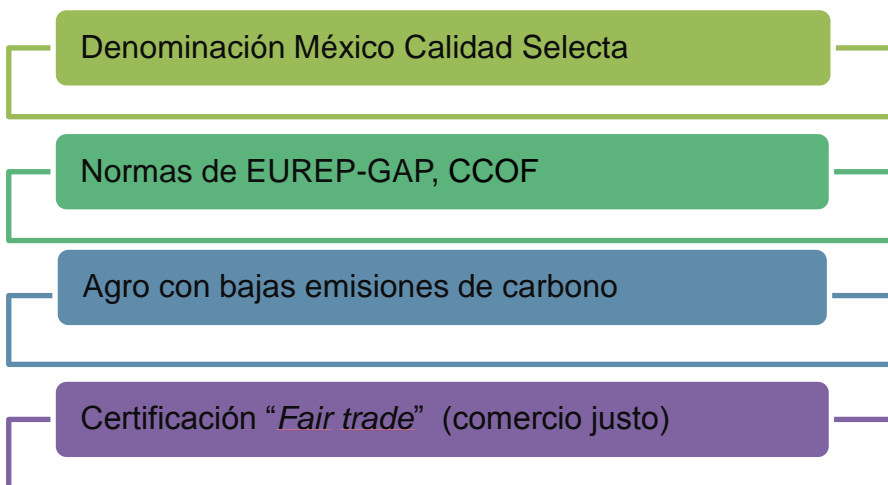 Denominación México Calidad Selecta
Normas de EUREP-GAP, CCOF
Agro con bajas emisiones de carbono
Certificación “Fair trade” (comercio justo)